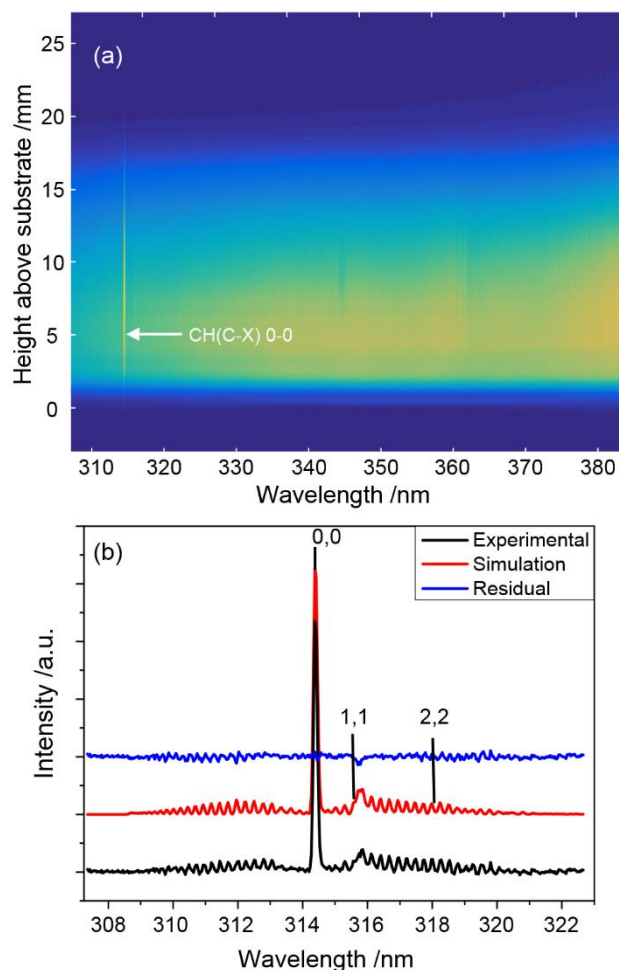 (a)
Height above substrate /mm
25
20
15
10
5
0
CH(C-X) 0-0
310 320 330 340 350 360 370 380
Wavelength /nm
(b)
0,0
Experimental
Simulation
Residual
1,1
2,2
Intensity /a.u.
308 310 312 314 316 318 320 322
Wavelength /nm